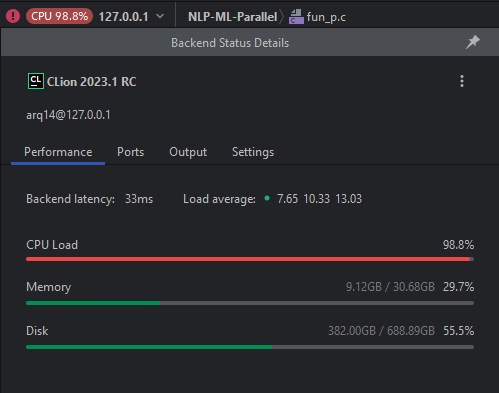 CPU 98.8% 127.0.0.1 NLP-ML-Parallel fun_p.c
Backend Status Details
CL CLion 2023.1 RC
arq14@127.0.0.1
Performance Ports Output Settings
Backend latency: 33ms Load average: 7.65 10.33 13.03
CPU Load 98.8%
Memory 9.12GB / 30.68GB 29.7%
Disk 382.00GB / 688.89GB 55.5%